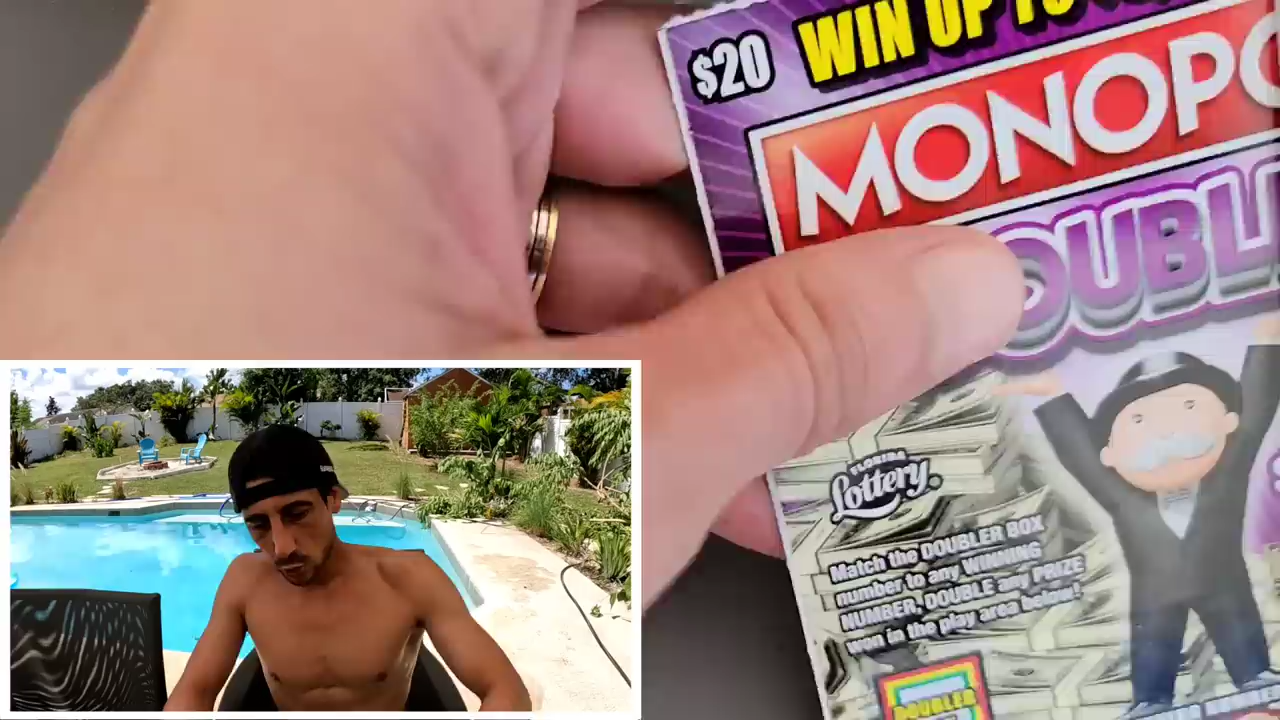 $20
WIN UP TO
MONOPO
OUBL
FLORIDA
Lottery
Match the DOUBLER BOX
number to any WINNING
NUMBER, DOUBLE any PRIZE
won in the play area below!
DOUBLER